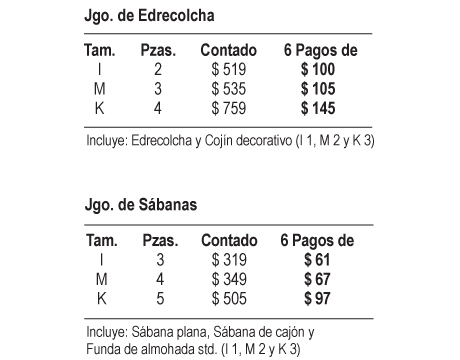 Jgo. de Edrecolcha
Tam. Pzas. Contado 6 Pagos de
I 2 $ 519 $ 100
M 3 $ 535 $ 105
K 4 $ 759 $ 145
Incluye: Edrecolcha y Cojín decorativo (I 1, M 2 y K 3)
Jgo. de Sábanas
Tam. Pzas. Contado 6 Pagos de
I 3 $ 319 $ 61
M 4 $ 349 $ 67
K 5 $ 505 $ 97
Incluye: Sábana plana, Sábana de cajón y
Funda de almohada std. (I 1, M 2 y K 3)